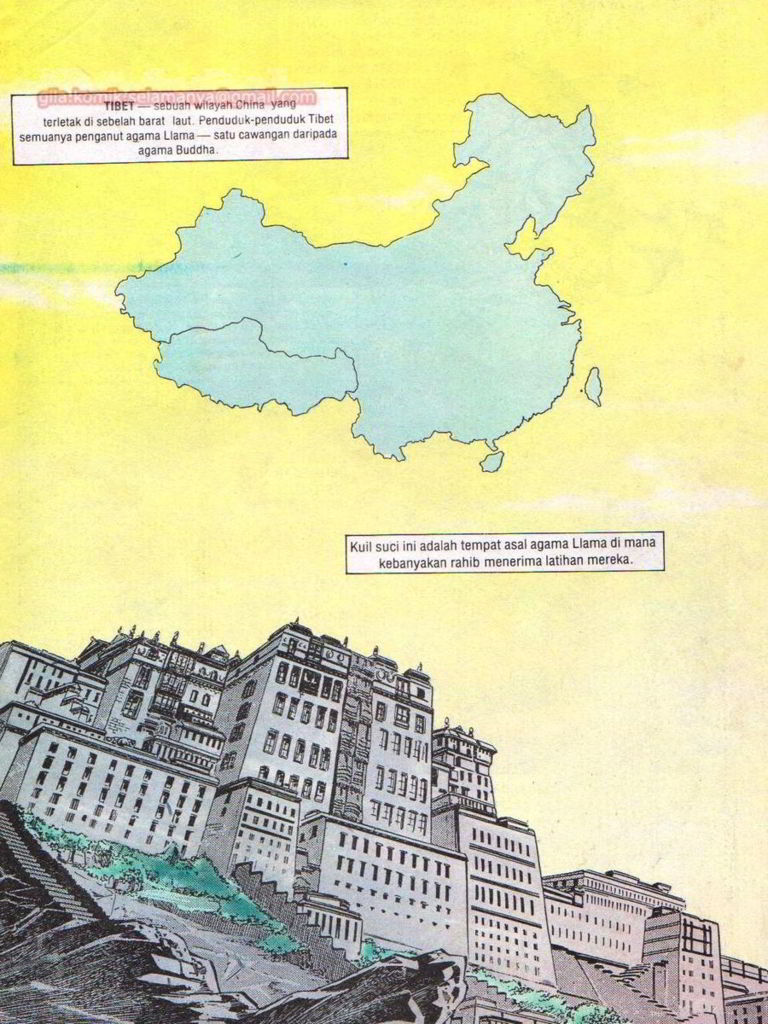 gila.komikselamanya@gmail.com
TIBET — sebuah wilayah China yang
terletak di sebelah barat laut. Penduduk-penduduk Tibet
semuanya penganut agama Llama — satu cawangan daripada
agama Buddha.
Kuil suci ini adalah tempat asal agama Llama di mana
kebanyakan rahib menerima latihan mereka.